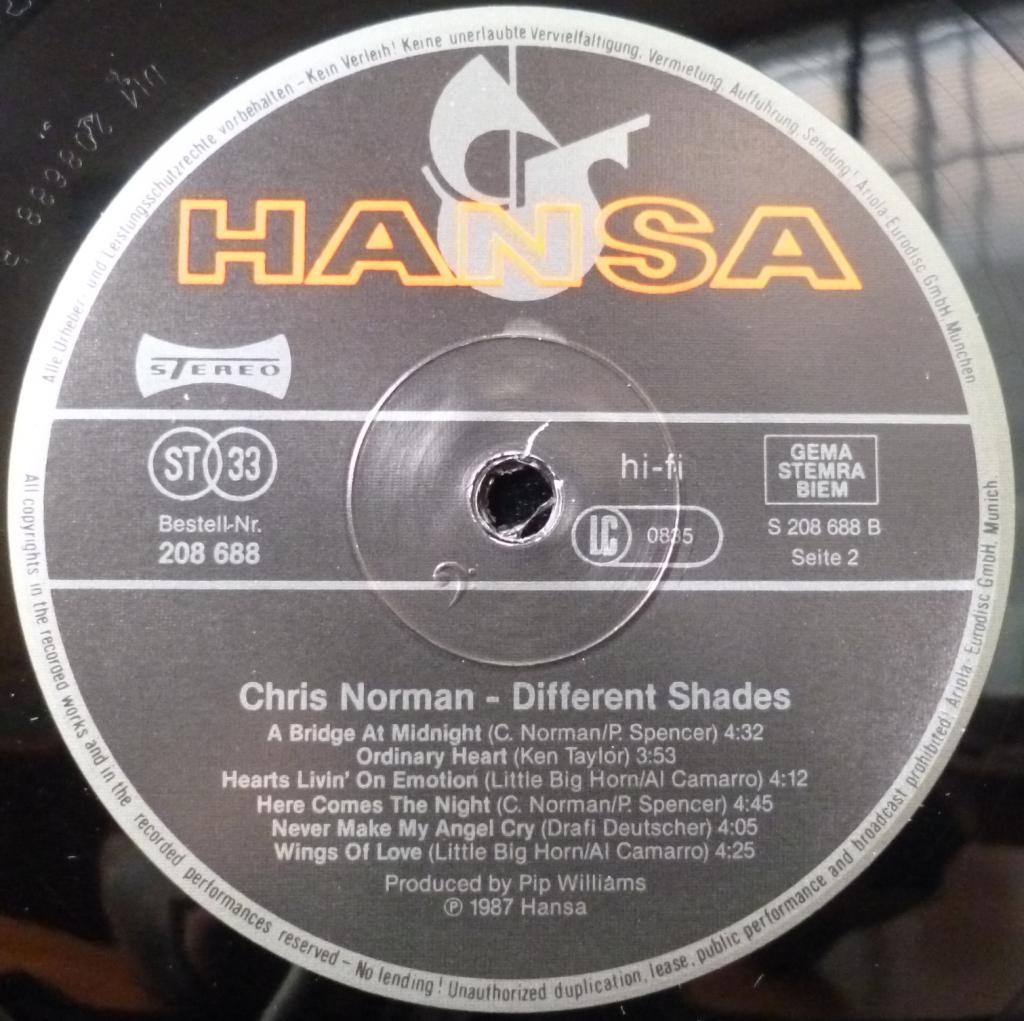 Alle Urheber- und Leistungsschutzrechte vorbehalten – Kein Verleih! Keine unerlaubte Vervielfältigung, Vermietung, Aufführung, Sendung! Ariola-Eurodisc GmbH. München
HANSA
STEREO
ST 33
hi-fi
GEMA
STEMRA
BIEM
Bestell-Nr.
208 688
LC 0835
S 208 688 B
Seite 2
Chris Norman - Different Shades
A Bridge At Midnight (C. Norman/P. Spencer) 4:32
Ordinary Heart (Ken Taylor) 3:53
Hearts Livin' On Emotion (Little Big Horn/Al Camarro) 4:12
Here Comes The Night (C. Norman/P. Spencer) 4:45
Never Make My Angel Cry (Drafi Deutscher) 4:05
Wings Of Love (Little Big Horn/Al Camarro) 4:25
Produced by Pip Williams
℗ 1987 Hansa
All copyrights in the recorded works and in the recorded performances reserved – No lending! Unauthorized duplication, lease, public performance and broadcast prohibited; Ariola-Eurodisc GmbH. Munich.